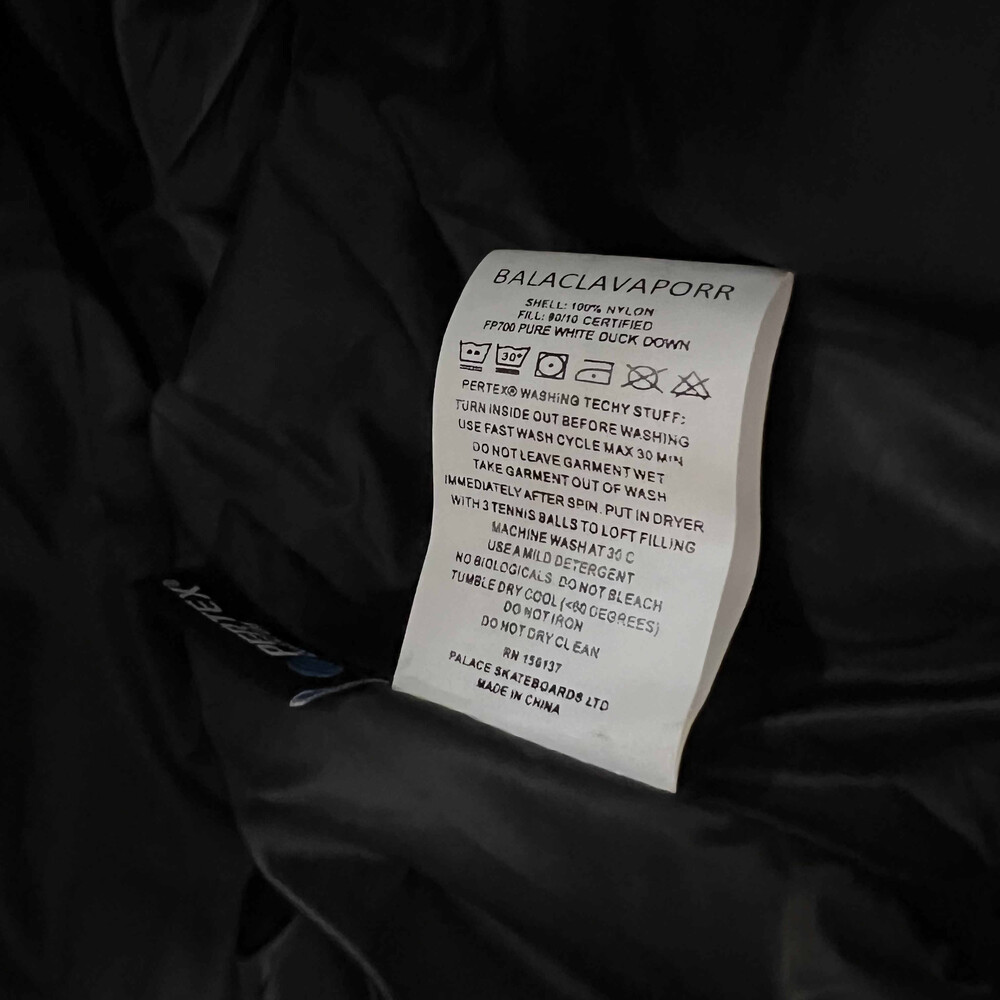 BALACLAVAPORR
SHELL: 100% NYLON
FILL: 90/10 CERTIFIED
FP700 PURE WHITE DUCK DOWN
30°
PERTEX® WASHING TECHY STUFF:
TURN INSIDE OUT BEFORE WASHING
USE FAST WASH CYCLE MAX 30 MIN
DO NOT LEAVE GARMENT WET
TAKE GARMENT OUT OF WASH
IMMEDIATELY AFTER SPIN. PUT IN DRYER
WITH 3 TENNIS BALLS TO LOFT FILLING
MACHINE WASH AT 30 C
USE A MILD DETERGENT
NO BIOLOGICALS DO NOT BLEACH
TUMBLE DRY COOL (<60 DEGREES)
DO NOT IRON
DO NOT DRY CLEAN
RN 156137
PALACE SKATEBOARDS LTD
MADE IN CHINA
PERTEX®